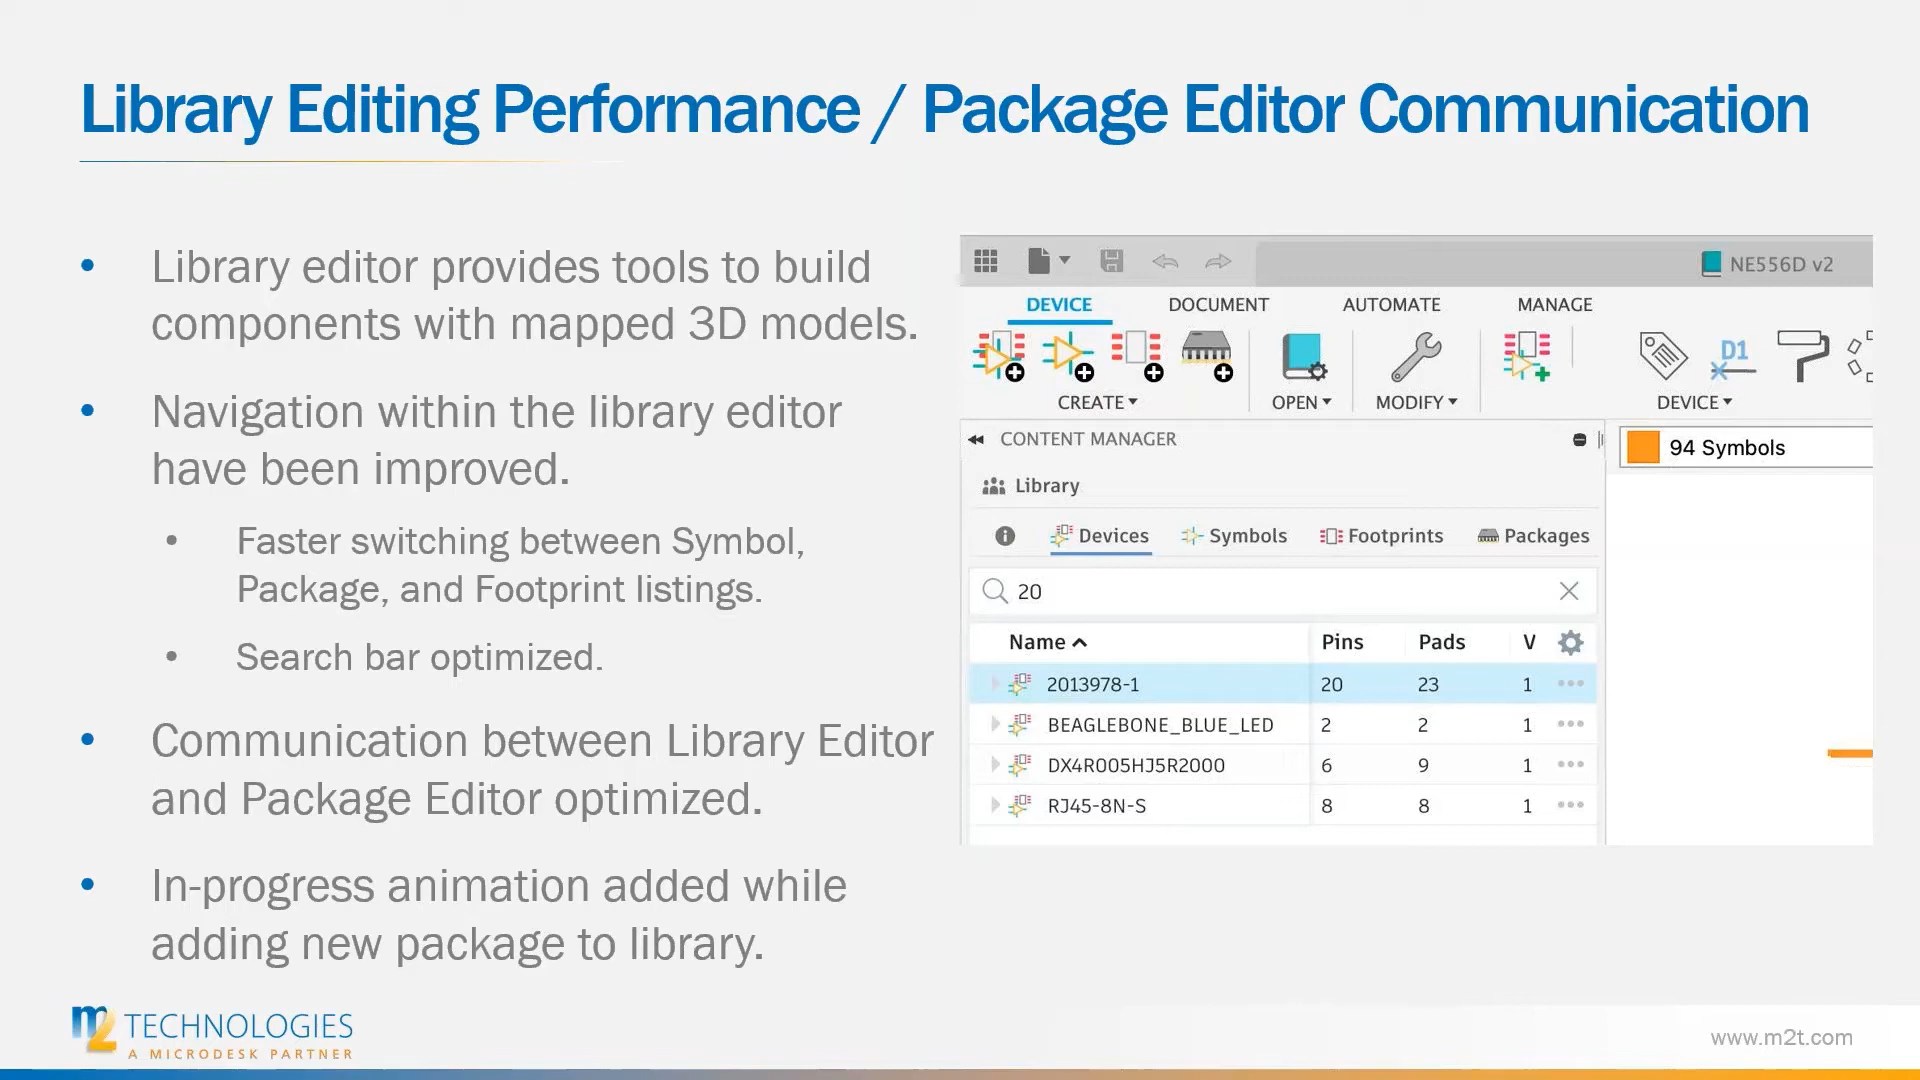 Library Editing Performance / Package Editor Communication
• Library editor provides tools to build
components with mapped 3D models.
• Navigation within the library editor
have been improved.
• Faster switching between Symbol,
Package, and Footprint listings.
• Search bar optimized.
• Communication between Library Editor
and Package Editor optimized.
• In-progress animation added while
adding new package to library.
NE556D v2
DEVICE DOCUMENT AUTOMATE MANAGE
D1
CREATE OPEN MODIFY DEVICE
CONTENT MANAGER
94 Symbols
Library
Devices Symbols Footprints Packages
20
Name Pins Pads V
2013978-1 20 23 1
BEAGLEBONE_BLUE_LED 2 2 1
DX4R005HJ5R2000 6 9 1
RJ45-8N-S 8 8 1
m2 TECHNOLOGIES
A MICRODESK PARTNER
www.m2t.com